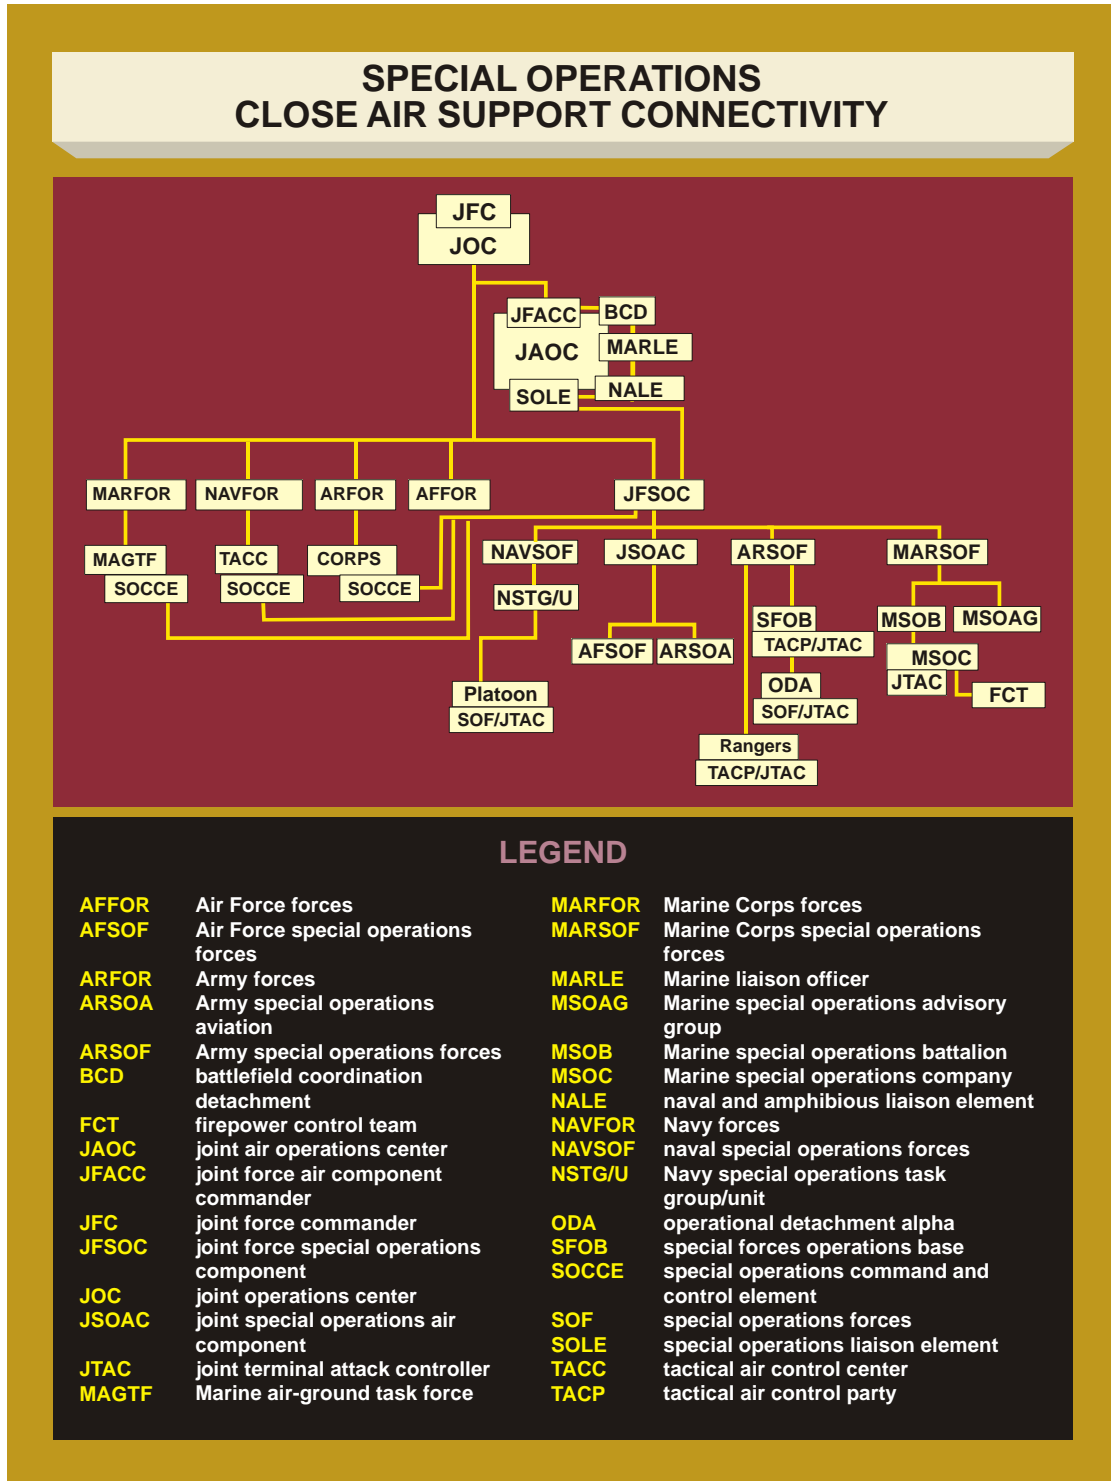 SPECIAL OPERATIONS
CLOSE AIR SUPPORT CONNECTIVITY
JFC
JOC
JFACC
BCD
JAOC
MARLE
SOLE
NALE
MARFOR
NAVFOR
ARFOR
AFFOR
JFSOC
MAGTF
SOCCE
TACC
SOCCE
CORPS
SOCCE
NAVSOF
JSOAC
ARSOF
MARSOF
NSTG/U
AFSOF
ARSOA
SFOB
TACP/JTAC
MSOB
MSOAG
MSOC
JTAC
FCT
ODA
SOF/JTAC
Platoon
SOF/JTAC
Rangers
TACP/JTAC
LEGEND
AFFOR Air Force forces
AFSOF Air Force special operations
forces
ARFOR Army forces
ARSOA Army special operations
aviation
ARSOF Army special operations forces
BCD battlefield coordination
detachment
FCT firepower control team
JAOC joint air operations center
JFACC joint force air component
commander
JFC joint force commander
JFSOC joint force special operations
component
JOC joint operations center
JSOAC joint special operations air
component
JTAC joint terminal attack controller
MAGTF Marine air-ground task force
MARFOR Marine Corps forces
MARSOF Marine Corps special operations
forces
MARLE Marine liaison officer
MSOAG Marine special operations advisory
group
MSOB Marine special operations battalion
MSOC Marine special operations company
NALE naval and amphibious liaison element
NAVFOR Navy forces
NAVSOF naval special operations forces
NSTG/U Navy special operations task
group/unit
ODA operational detachment alpha
SFOB special forces operations base
SOCCE special operations command and
control element
SOF special operations forces
SOLE special operations liaison element
TACC tactical air control center
TACP tactical air control party